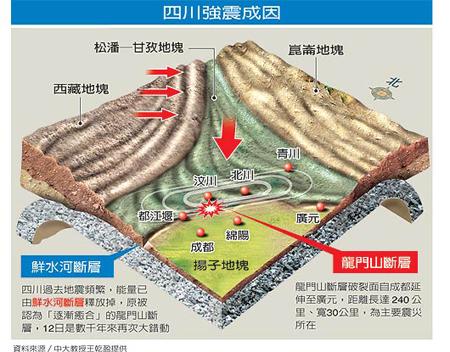 四川強震成因
松潘─甘孜地塊
崑崙地塊
西藏地塊
北
青川
汶川
北川
都江堰
廣元
成都
綿陽
揚子地塊
鮮水河斷層
龍門山斷層
四川過去地震頻繁，能量已
由鮮水河斷層釋放掉，原被
認為「逐漸癒合」的龍門山斷
層，12日是數千年來再次大錯動
龍門山斷層破裂面自成都延
伸至廣元，距離長達 240 公
里、寬30公里，為主要震災
所在
資料來源／中大教授王乾盈提供